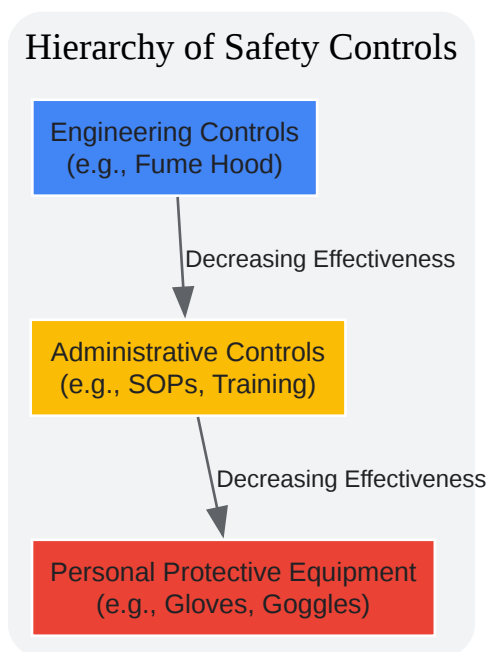 Hierarchy of Safety Controls
Engineering Controls
(e.g., Fume Hood)
Decreasing Effectiveness
Administrative Controls
(e.g., SOPs, Training)
Decreasing Effectiveness
Personal Protective Equipment
(e.g., Gloves, Goggles)